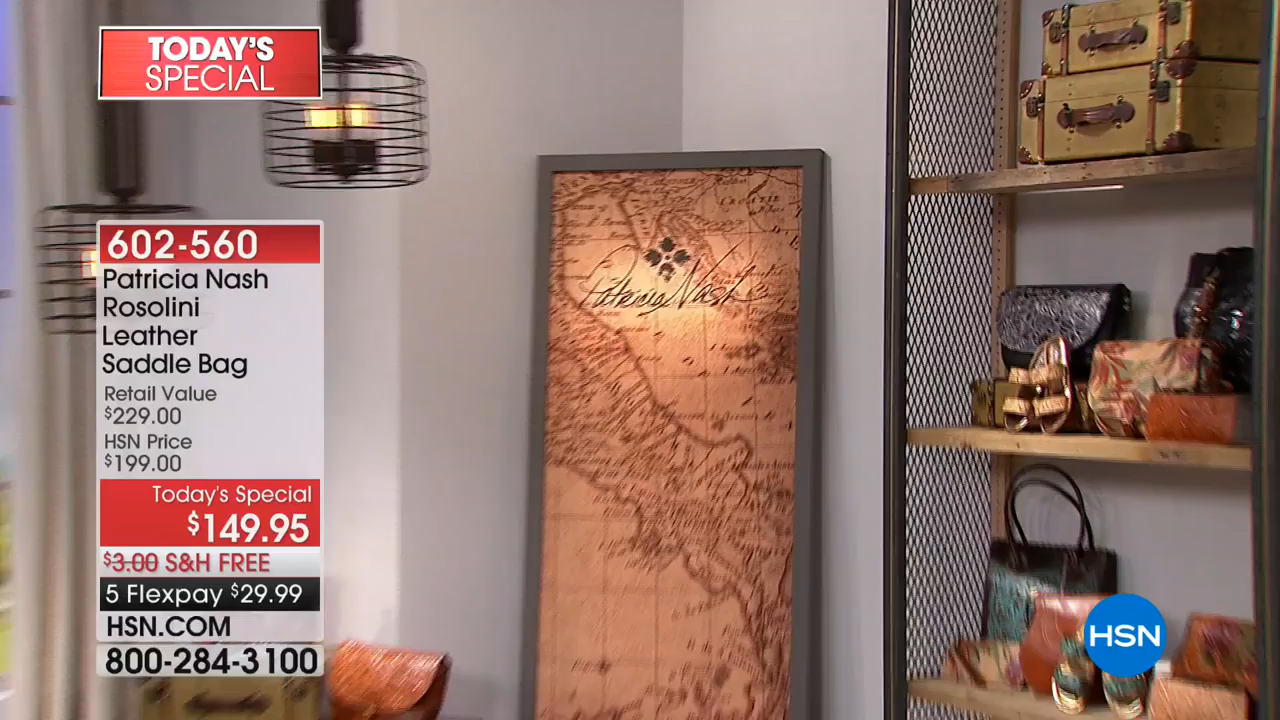 TODAY'S
SPECIAL
602-560
Patricia Nash
Rosolini
Leather
Saddle Bag
Retail Value
$229.00
HSN Price
$199.00
Today's Special
$149.95
$3.00 S&H FREE
5 Flexpay $29.99
HSN.COM
800-284-3100
CROATIE
Patricia Nash
HSN